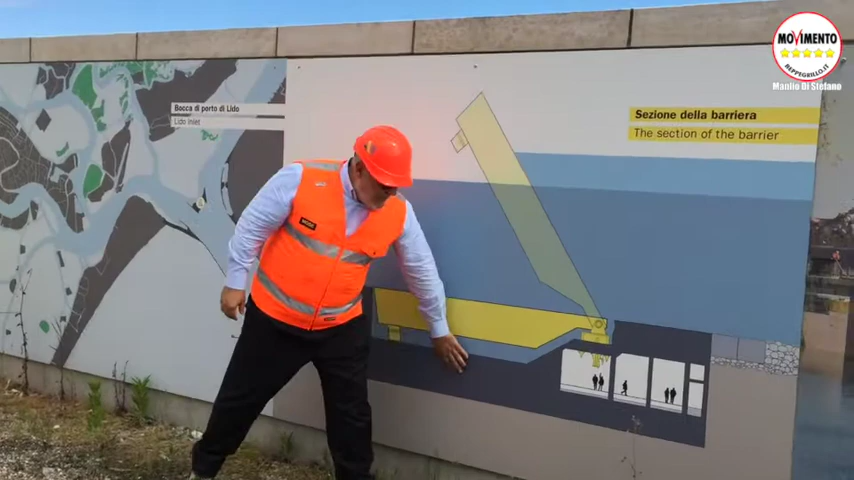 MOVIMENTO
BEPPEGRILLO.IT
Manlio Di Stefano
Bocca di porto di Lido
Lido Inlet
Sezione della barriera
The section of the barrier